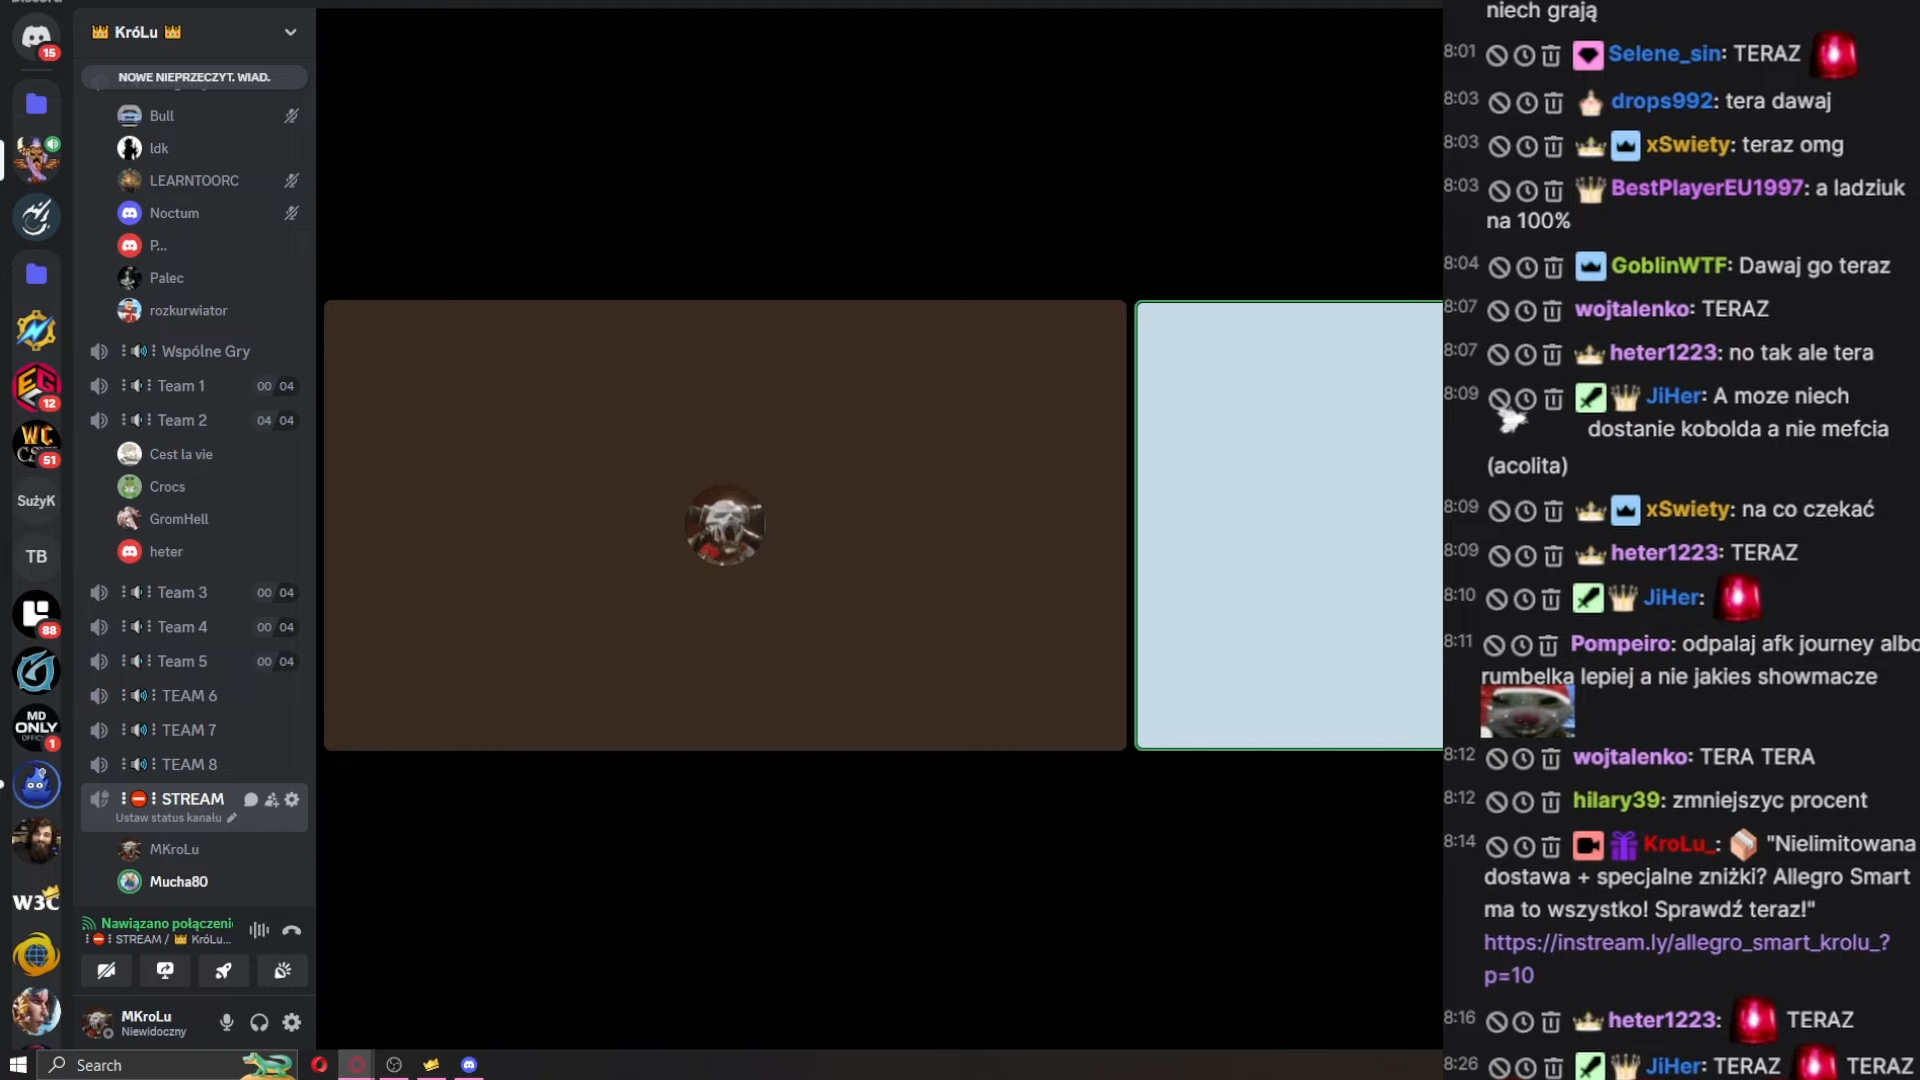 15
👑 KróLu 👑
NOWE NIEPRZECZYT. WIAD.
Bull
ldk
LEARNTOORC
Noctum
P...
Palec
rozkurwiator
Wspólne Gry
Team 1 00 04
Team 2 04 04
Cest la vie
Crocs
GromHell
heter
Team 3 00 04
Team 4 00 04
Team 5 00 04
TEAM 6
TEAM 7
TEAM 8
STREAM
Ustaw status kanału
MKroLu
Mucha80
Nawiązano połączeni
STREAM / 👑 KróLu...
MKroLu
Niewidoczny
12
WC
51
SużyK
TB
88
MD
ONLY
1
W3C
Search
niech grają
8:01 Selene_sin: TERAZ
8:03 drops992: tera dawaj
8:03 xSwiety: teraz omg
8:03 BestPlayerEU1997: a ladziuk
na 100%
8:04 GoblinWTF: Dawaj go teraz
8:07 wojtalenko: TERAZ
8:07 heter1223: no tak ale tera
8:09 JiHer: A moze niech
dostanie kobolda a nie mefcia
(acolita)
8:09 xSwiety: na co czekać
8:09 heter1223: TERAZ
8:10 JiHer:
8:11 Pompeiro: odpalaj afk journey albo
rumbelka lepiej a nie jakies showmacze
8:12 wojtalenko: TERA TERA
8:12 hilary39: zmniejszyc procent
8:14 KroLu_: 📦 "Nielimitowana
dostawa + specjalne zniżki? Allegro Smart
ma to wszystko! Sprawdź teraz!"
https://instream.ly/allegro_smart_krolu_?
p=10
8:16 heter1223: TERAZ
8:26 JiHer: TERAZ TERAZ